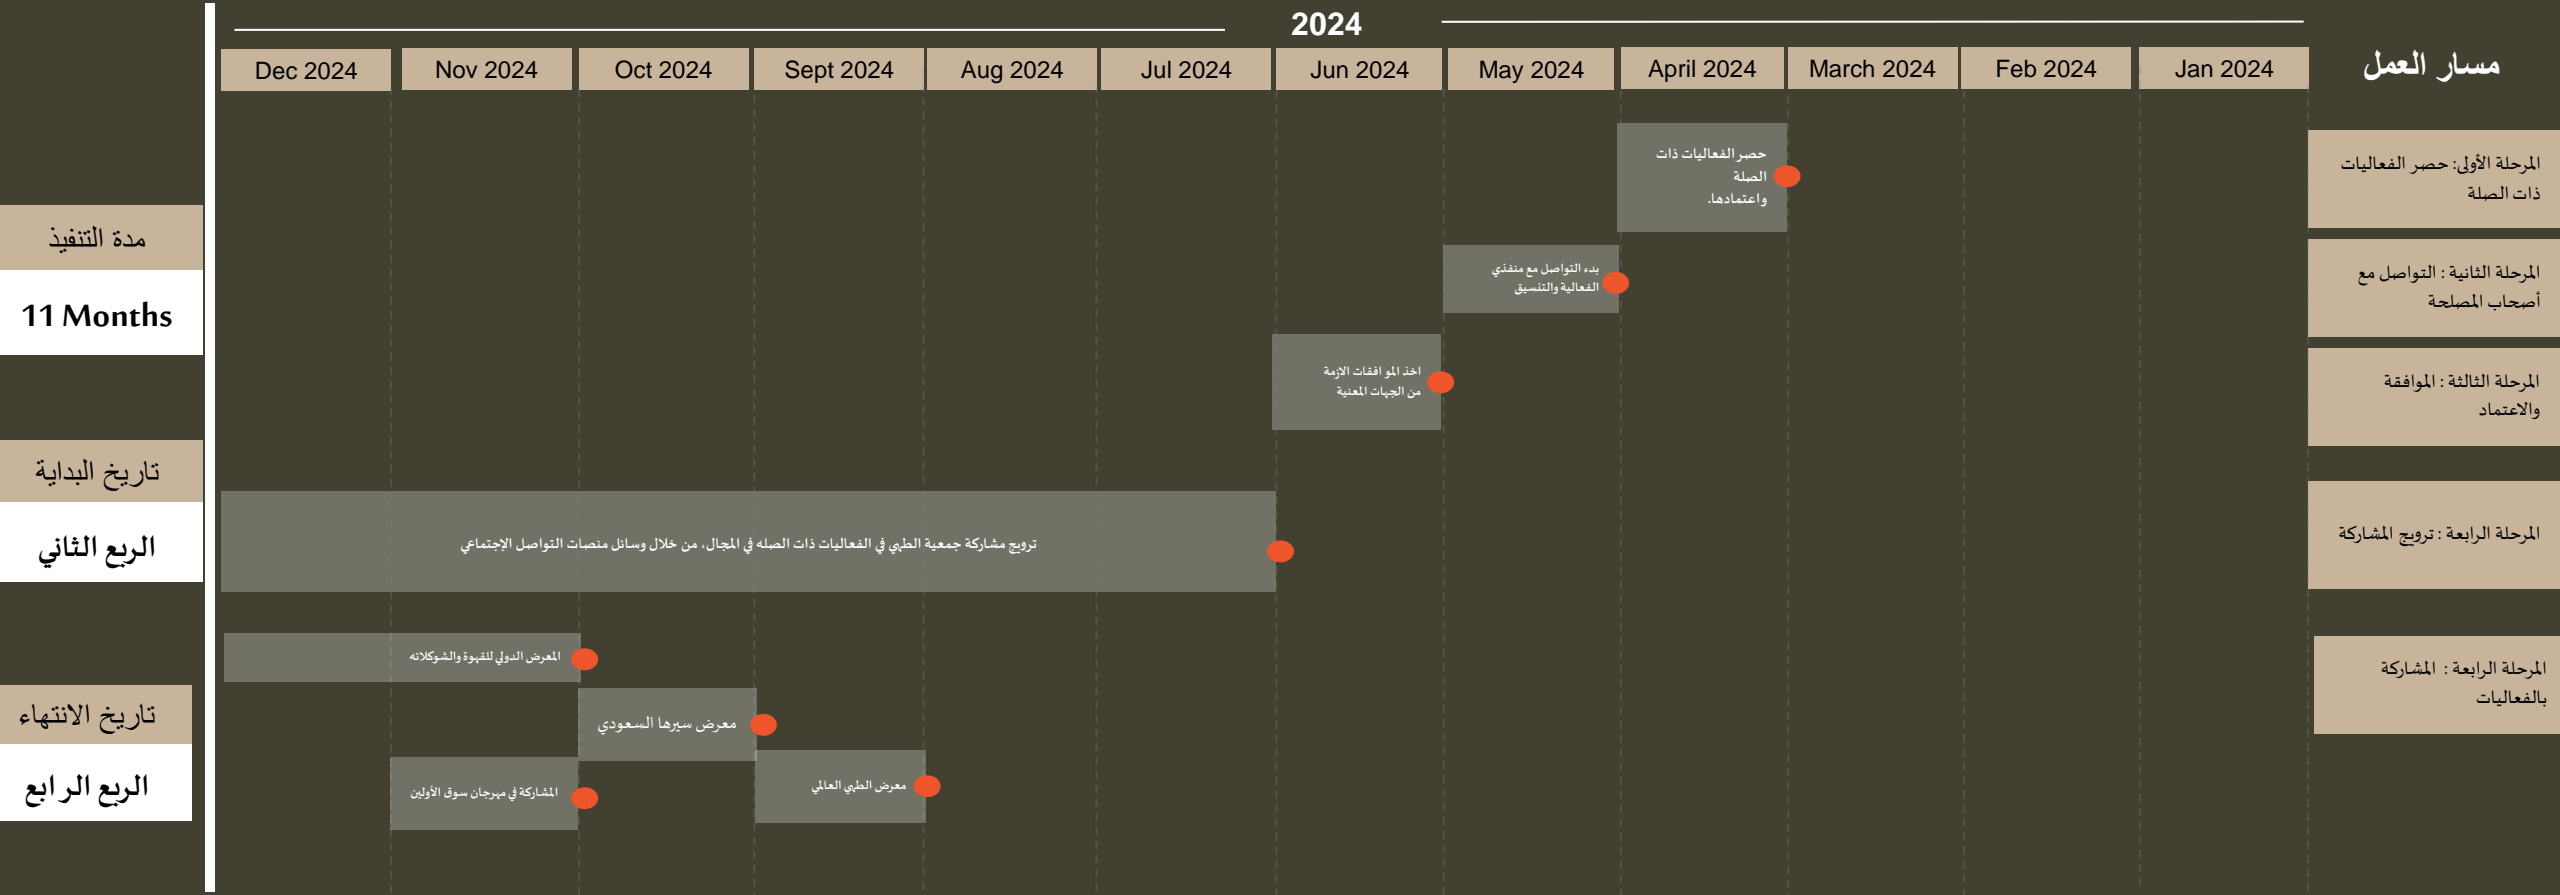 2024
مسار العمل
Jan 2024
Feb 2024
March 2024
April 2024
May 2024
Jun 2024
Jul 2024
Aug 2024
Sept 2024
Oct 2024
Nov 2024
Dec 2024
المرحلة الأولى: حصر الفعاليات
ذات الصلة
حصر الفعاليات ذات
الصلة
واعتمادها.
المرحلة الثانية : التواصل مع
أصحاب المصلحة
بدء التواصل مع منفذي
الفعالية والتنسيق
المرحلة الثالثة : الموافقة
والاعتماد
اخذ الموافقات الازمة
من الجهات المعنية
المرحلة الرابعة : ترويج المشاركة
ترويج مشاركة جمعية الطهي في الفعاليات ذات الصله في المجال، من خلال وسائل منصات التواصل الإجتماعي
المرحلة الرابعة : المشاركة
بالفعاليات
المعرض الدولي للقهوة والشوكلاته
معرض سيرها السعودي
معرض الطهي العالمي
المشاركة في مهرجان سوق الأولين
مدة التنفيذ
11 Months
تاريخ البداية
الربع الثاني
تاريخ الانتهاء
الربع الرابع